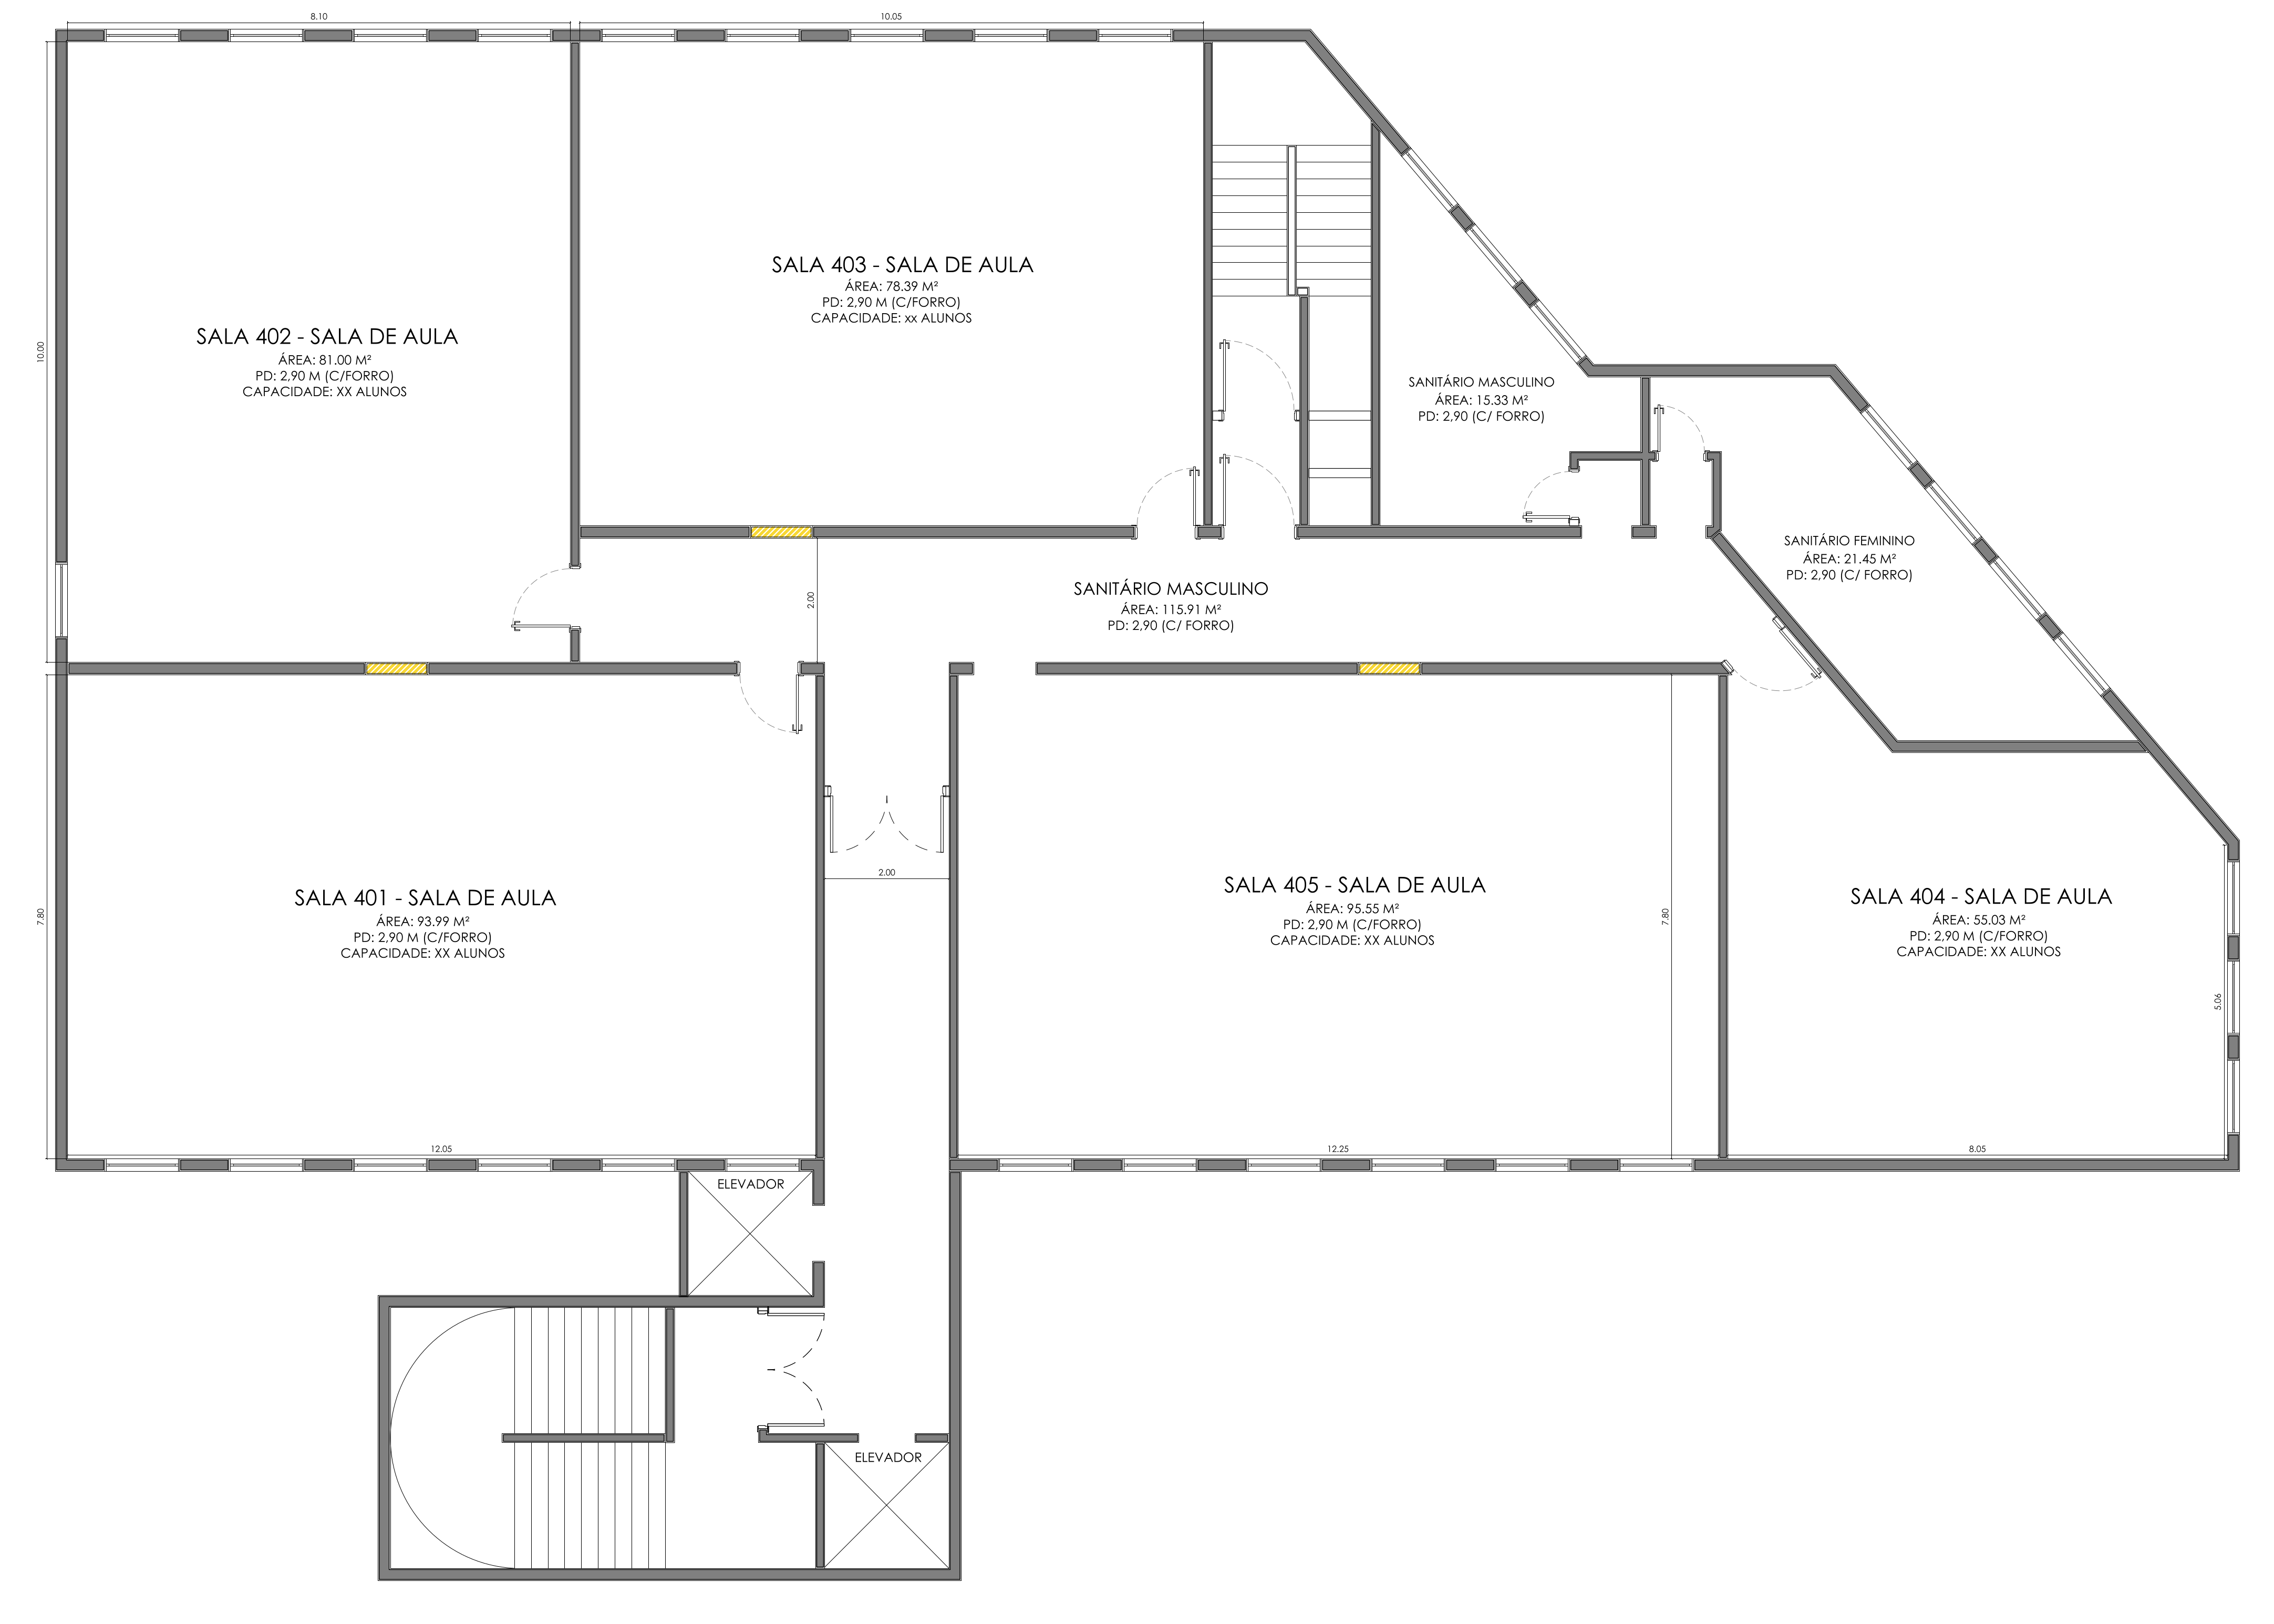 8.10
10.05
SALA 403 - SALA DE AULA
ÁREA: 78.39 M²
PD: 2,90 M (C/FORRO)
CAPACIDADE: xx ALUNOS
10.00
SALA 402 - SALA DE AULA
ÁREA: 81.00 M²
PD: 2,90 M (C/FORRO)
CAPACIDADE: XX ALUNOS
SANITÁRIO MASCULINO
ÁREA: 15.33 M²
PD: 2,90 (C/ FORRO)
SANITÁRIO FEMININO
ÁREA: 21.45 M²
PD: 2,90 (C/ FORRO)
2.00
SANITÁRIO MASCULINO
ÁREA: 115.91 M²
PD: 2,90 (C/ FORRO)
2.00
7.80
SALA 401 - SALA DE AULA
ÁREA: 93.99 M²
PD: 2,90 M (C/FORRO)
CAPACIDADE: XX ALUNOS
SALA 405 - SALA DE AULA
ÁREA: 95.55 M²
PD: 2,90 M (C/FORRO)
CAPACIDADE: XX ALUNOS
7.80
SALA 404 - SALA DE AULA
ÁREA: 55.03 M²
PD: 2,90 M (C/FORRO)
CAPACIDADE: XX ALUNOS
5.06
12.05
12.25
8.05
ELEVADOR
ELEVADOR